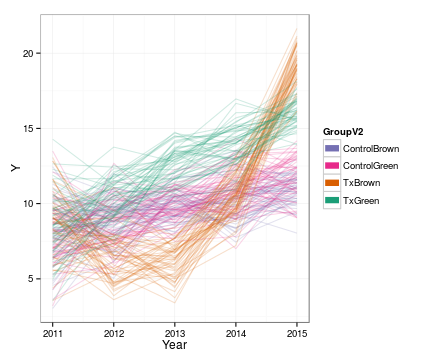 20
15
10
5
Y
2011 2012 2013 2014 2015
Year
GroupV2
ControlBrown
ControlGreen
TxBrown
TxGreen